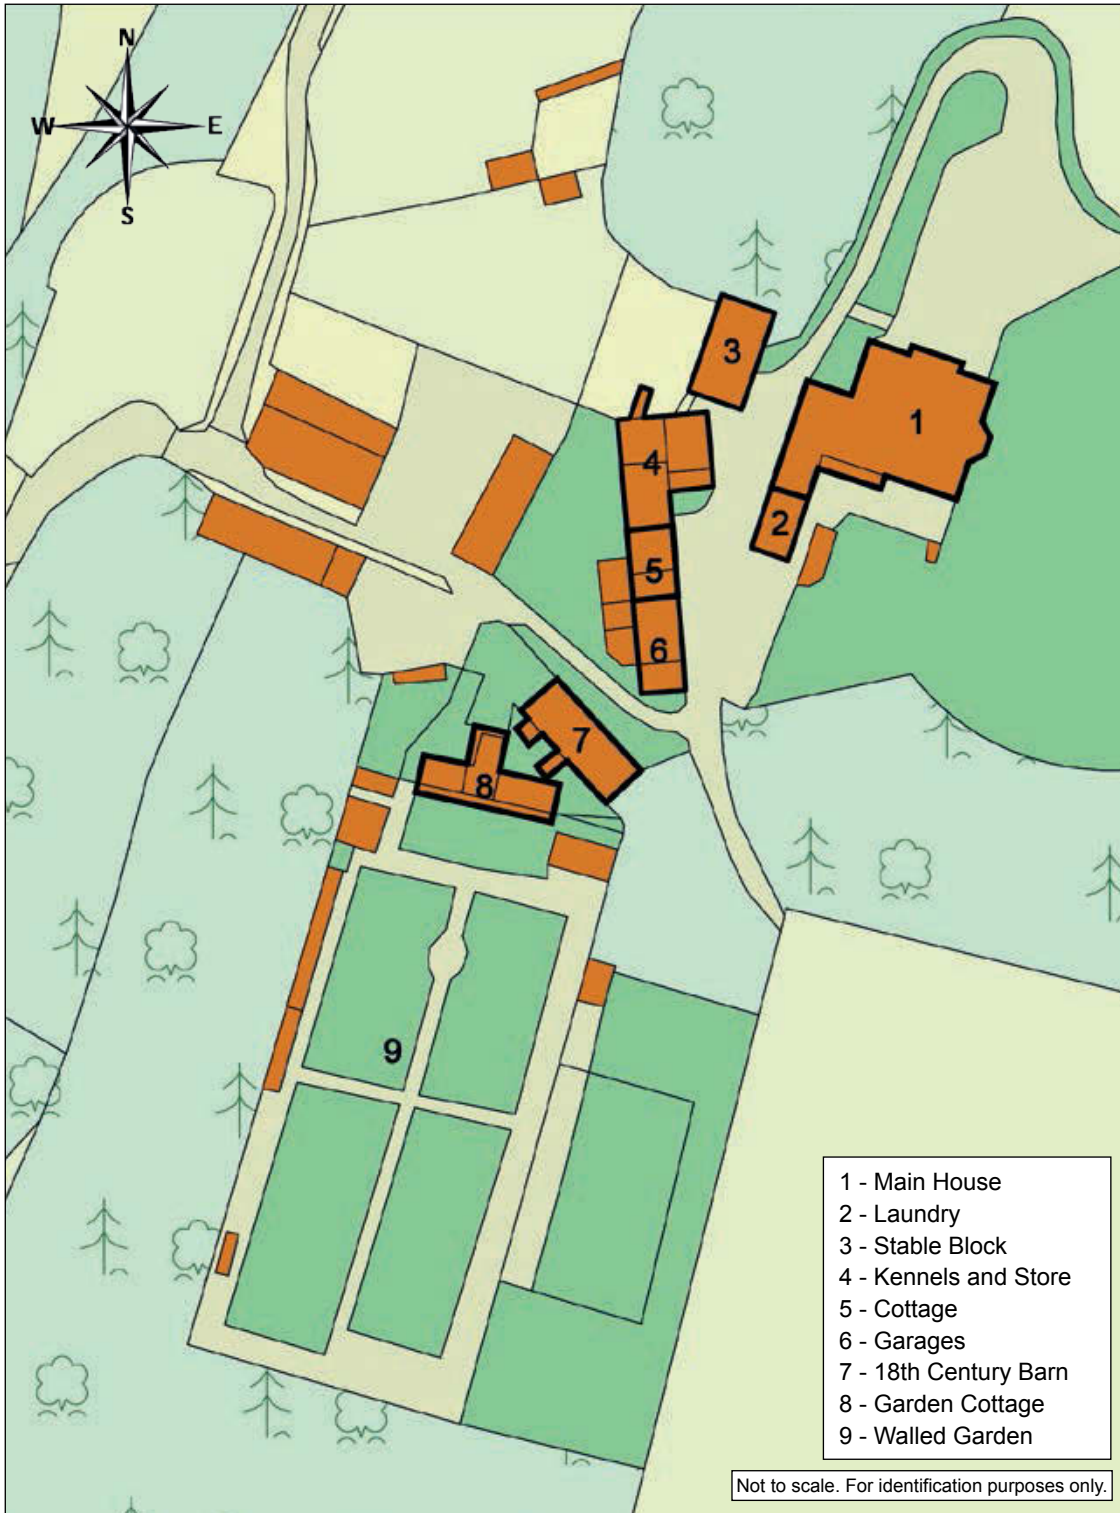 N
W E
S
3
1
4
2
5
6
7
8
9
1 - Main House
2 - Laundry
3 - Stable Block
4 - Kennels and Store
5 - Cottage
6 - Garages
7 - 18th Century Barn
8 - Garden Cottage
9 - Walled Garden
Not to scale. For identification purposes only.